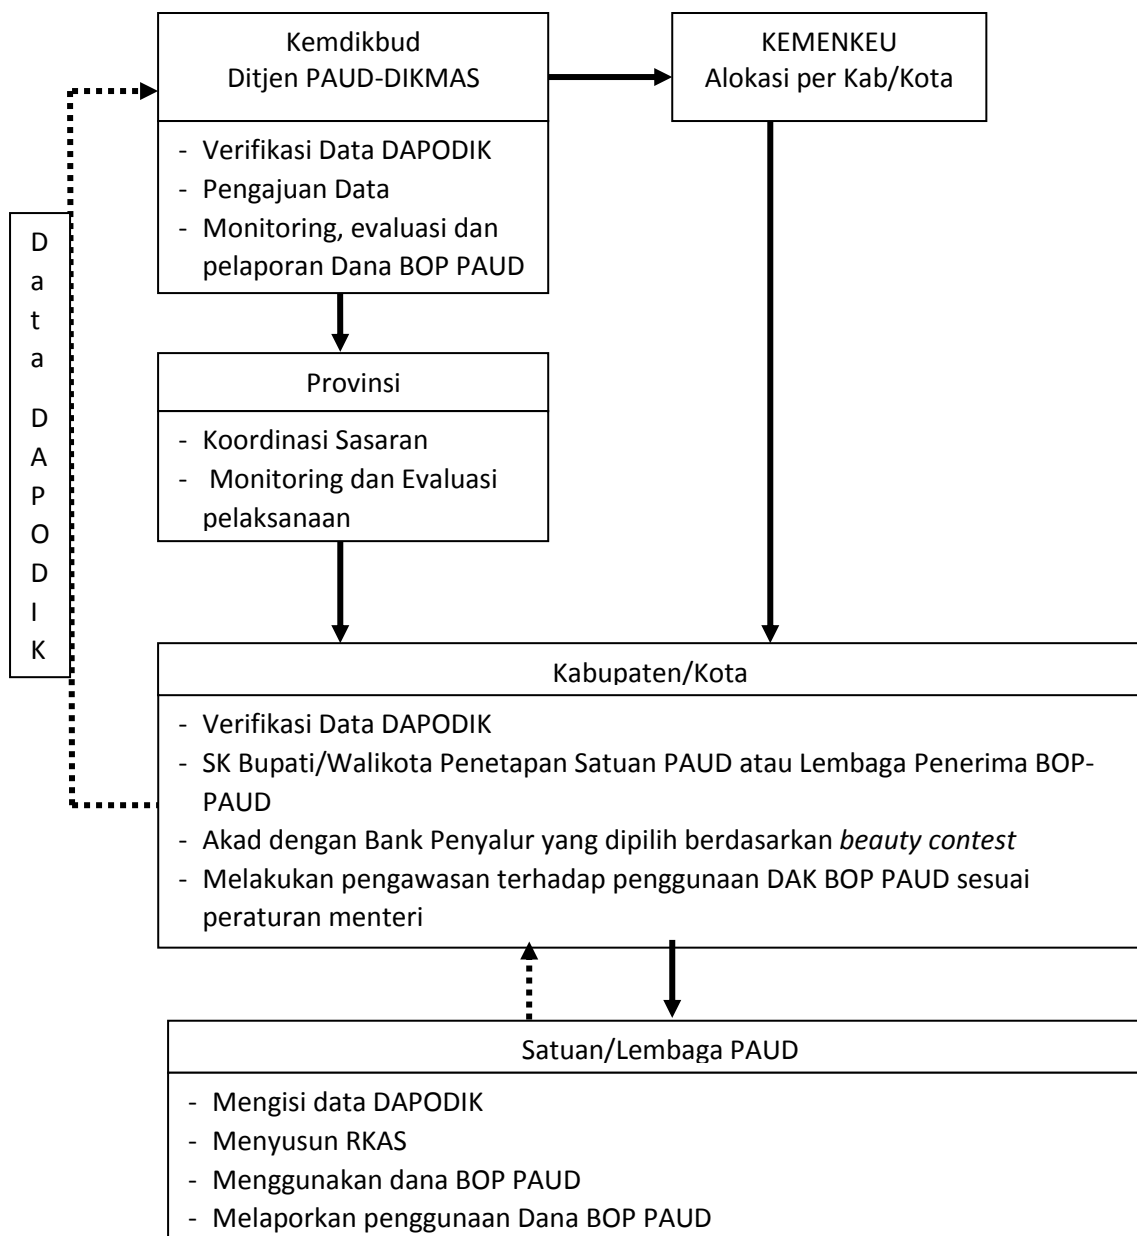 Kemdikbud
Ditjen PAUD-DIKMAS
KEMENKEU
Alokasi per Kab/Kota
- Verifikasi Data DAPODIK
- Pengajuan Data
- Monitoring, evaluasi dan
pelaporan Dana BOP PAUD
Data DAPODIK
Provinsi
- Koordinasi Sasaran
- Monitoring dan Evaluasi
pelaksanaan
Kabupaten/Kota
- Verifikasi Data DAPODIK
- SK Bupati/Walikota Penetapan Satuan PAUD atau Lembaga Penerima BOP-
PAUD
- Akad dengan Bank Penyalur yang dipilih berdasarkan beauty contest
- Melakukan pengawasan terhadap penggunaan DAK BOP PAUD sesuai
peraturan menteri
Satuan/Lembaga PAUD
- Mengisi data DAPODIK
- Menyusun RKAS
- Menggunakan dana BOP PAUD
- Melaporkan penggunaan Dana BOP PAUD